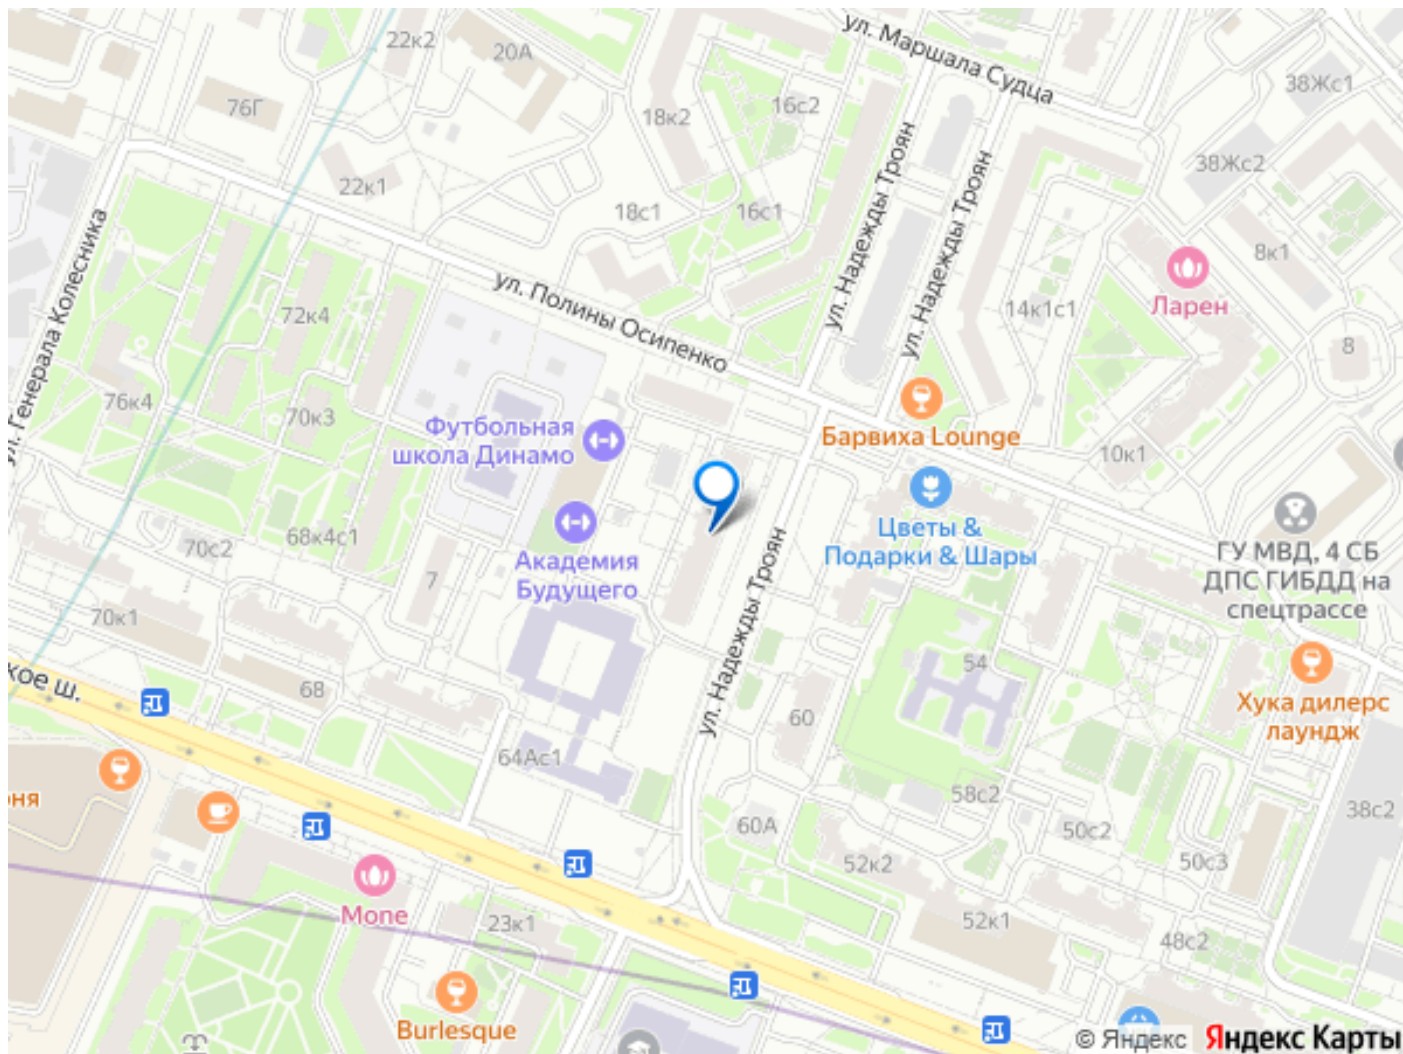 ул. Маршала Судца
22к2
20А
38Жс1
76Г
18к2
16с2
38Жс2
22к1
18с1
16с1
ул. Надежды Троян
ул. Надежды Троян
8к1
ул. Генерала Колесника
ул. Полины Осипенко
72к4
14к1с1
Ларен
8
76к4
70к3
Футбольная
школа Динамо
Барвиха Lounge
10к1
70с2
68к4с1
Академия
Будущего
7
Цветы &
Подарки & Шары
ГУ МВД, 4 СБ
ДПС ГИБДД на
спецтрассе
70к1
ул. Надежды Троян
54
кое ш.
68
60
Хука дилерс
лаундж
64Ас1
58с2
оня
60А
50с2
38с2
52к2
50с3
Mone
23к1
52к1
48с2
Burlesque
© Яндекс Яндекс Карты